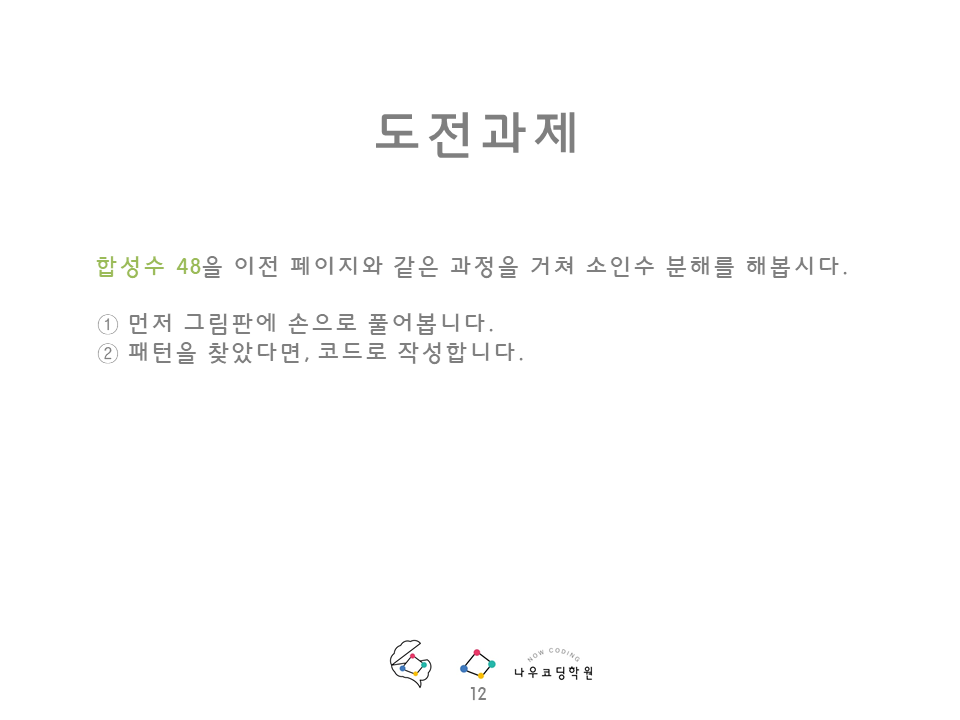 도전과제
합성수 48을 이전 페이지와 같은 과정을 거쳐 소인수 분해를 해봅시다.
① 먼저 그림판에 손으로 풀어봅니다.
② 패턴을 찾았다면, 코드로 작성합니다.
NOW CODING
나우코딩학원
12